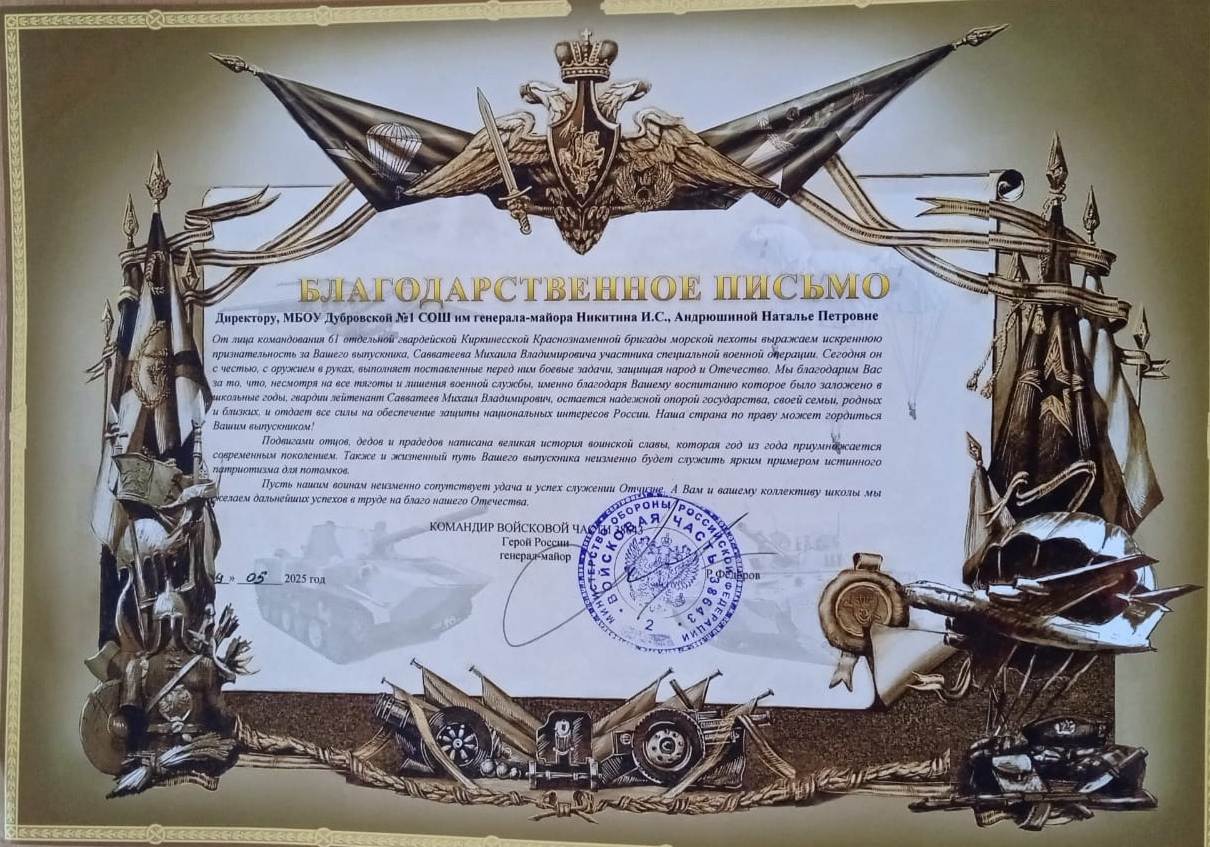 БЛАГОДАРСТВЕННОЕ ПИСЬМО
Директору, МБОУ Дубровской №1 СОШ им генерала-майора Никитина И.С., Андрюшиной Наталье Петровне
От лица командования 61 отдельной гвардейской Киркинесской Краснознаменной бригады морской пехоты выражаем искреннюю
признательность за Вашего выпускника, Савватеева Михаила Владимировича участника специальной военной операции. Сегодня он
с честью, с оружием в руках, выполняет поставленные перед ним боевые задачи, защищая народ и Отечество. Мы благодарим Вас
за то, что, несмотря на все тяготы и лишения военной службы, именно благодаря Вашему воспитанию которое было заложено в
школьные годы, гвардии лейтенант Савватеев Михаил Владимирович, остается надежной опорой государства, своей семьи, родных
и близких, и отдает все силы на обеспечение защиты национальных интересов России. Наша страна по праву может гордиться
Вашим выпускником!
Подвигами отцов, дедов и прадедов написана великая история воинской славы, которая год из года приумножается
современным поколением. Также и жизненный путь Вашего выпускника неизменно будет служить ярким примером истинного
патриотизма для потомков.
Пусть нашим воинам неизменно сопутствует удача и успех служении Отчизне. А Вам и вашему коллективу школы мы
желаем дальнейших успехов в труде на благо нашего Отечества.
КОМАНДИР ВОЙСКОВОЙ ЧАСТИ
Герой России
генерал-майор
Р.Федоров
» 05 2025 год
МИНИСТЕРСТВО ОБОРОНЫ РОССИЙСКОЙ ФЕДЕРАЦИИ
ВОЙСКОВАЯ ЧАСТЬ 38643
2